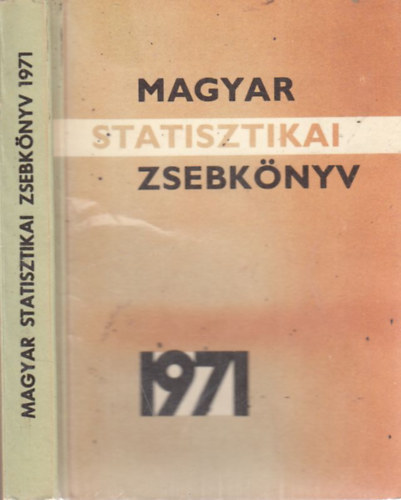 MAGYAR STATISZTIKAI ZSEBKÖNYV 1971
MAGYAR
STATISZTIKAI
ZSEBKÖNYV
1971